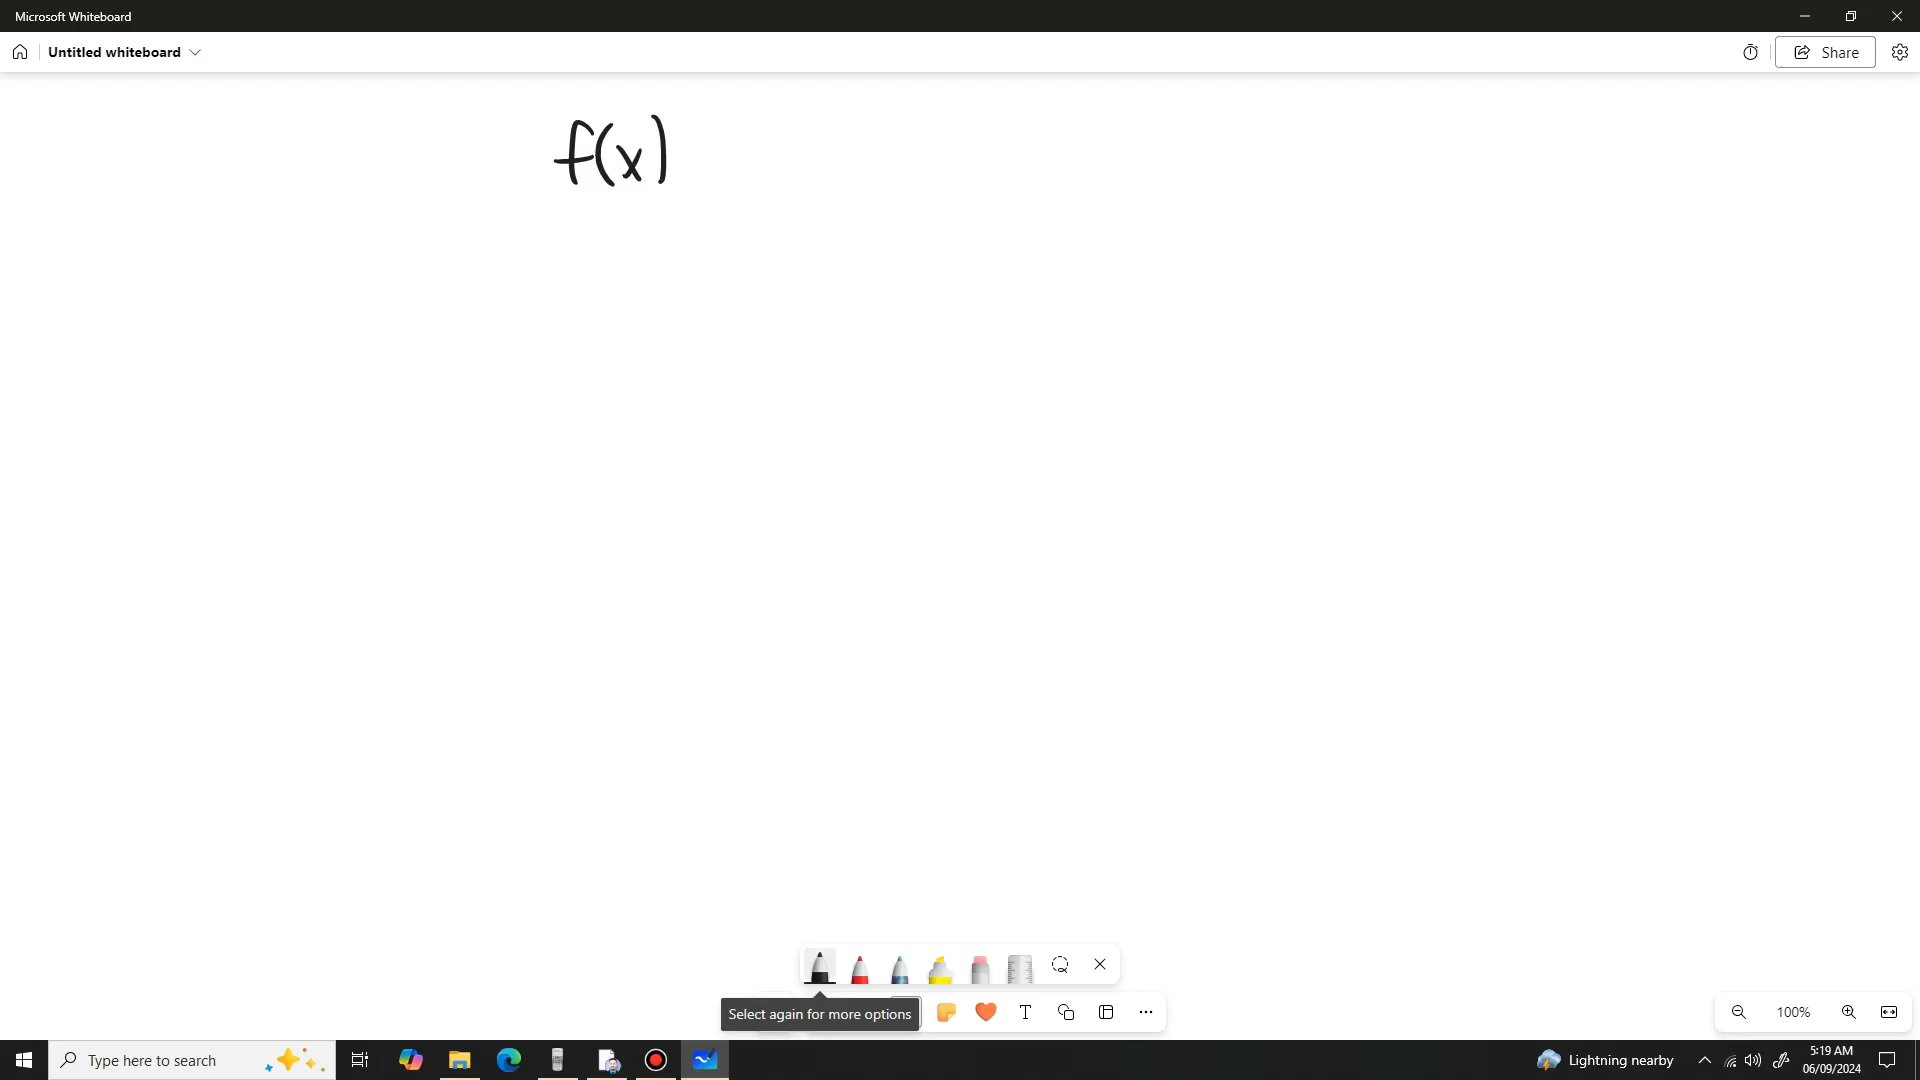 Microsoft Whiteboard
Untitled whiteboard
Share
f(x)
Select again for more options
T
100%
Type here to search
Lightning nearby
5:19 AM
06/09/2024